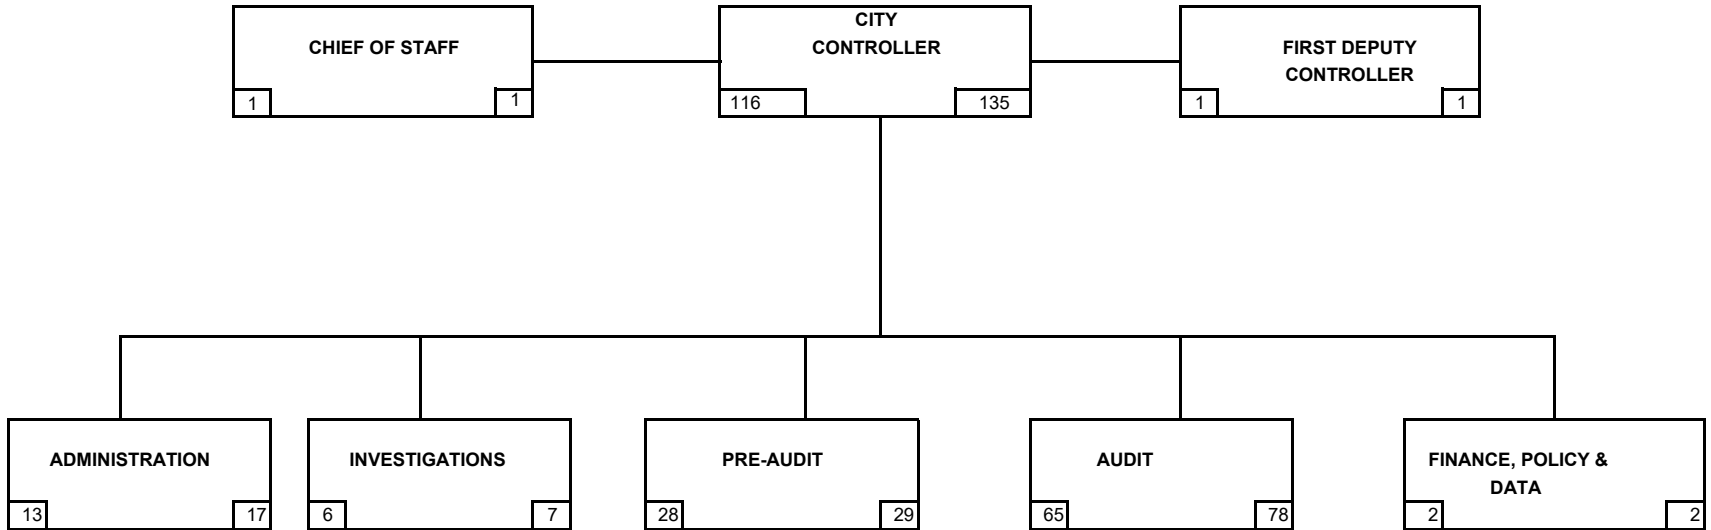 CHIEF OF STAFF
1 1
CITY
CONTROLLER
116 135
FIRST DEPUTY
CONTROLLER
1 1
ADMINISTRATION
13 17
INVESTIGATIONS
6 7
PRE-AUDIT
28 29
AUDIT
65 78
FINANCE, POLICY &
DATA
2 2